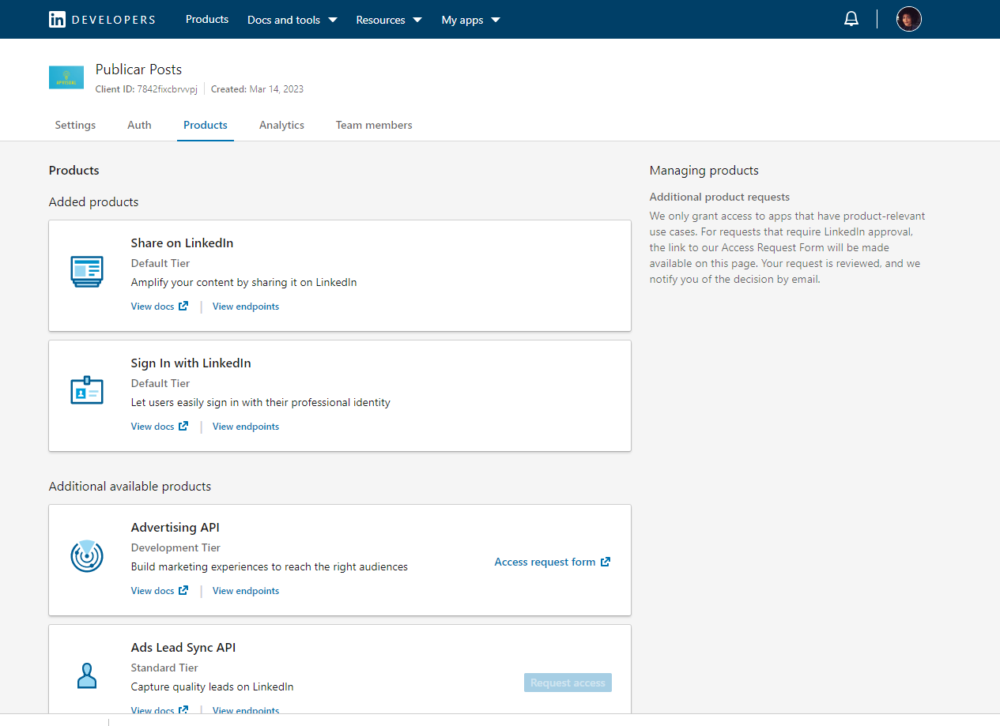 in DEVELOPERS Products Docs and tools Resources My apps
Publicar Posts
Client ID: 7842fixcbrvvpj Created: Mar 14, 2023
Settings Auth Products Analytics Team members
Products
Added products
Share on LinkedIn
Default Tier
Amplify your content by sharing it on LinkedIn
View docs | View endpoints
Sign In with LinkedIn
Default Tier
Let users easily sign in with their professional identity
View docs | View endpoints
Additional available products
Advertising API
Development Tier
Build marketing experiences to reach the right audiences
Access request form
View docs | View endpoints
Ads Lead Sync API
Standard Tier
Capture quality leads on LinkedIn
Request access
View docs | View endpoints
Managing products
Additional product requests
We only grant access to apps that have product-relevant
use cases. For requests that require LinkedIn approval,
the link to our Access Request Form will be made
available on this page. Your request is reviewed, and we
notify you of the decision by email.